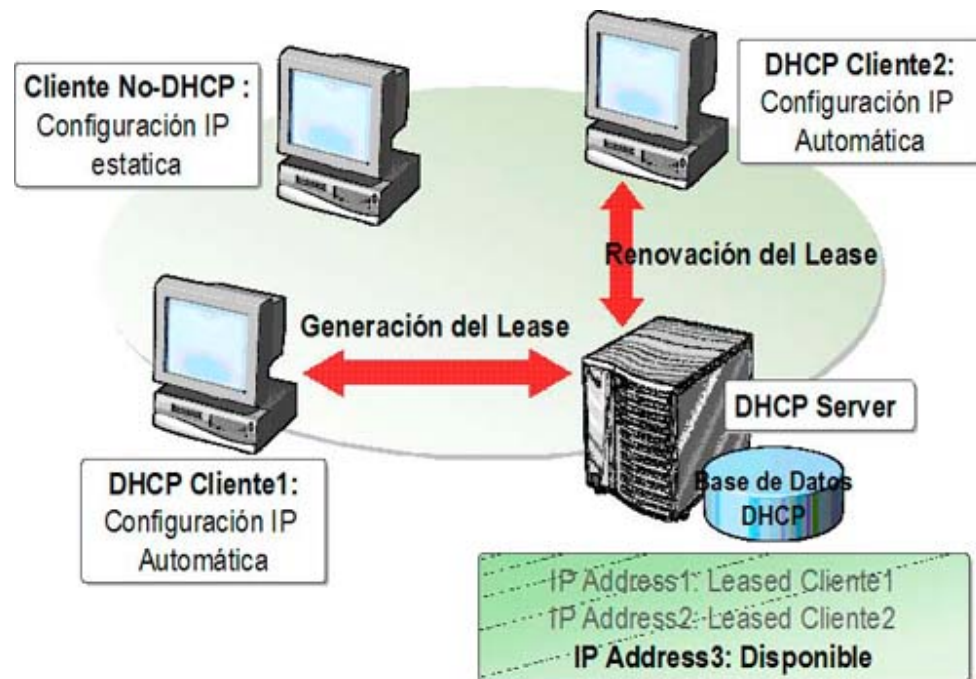 Cliente No-DHCP :
Configuración IP
estatica
DHCP Cliente2:
Configuración IP
Automática
Renovación del Lease
Generación del Lease
DHCP Server
Base de Datos
DHCP
DHCP Cliente1:
Configuración IP
Automática
IP Address1: Leased Cliente1
IP Address2: Leased Cliente2
IP Address3: Disponible